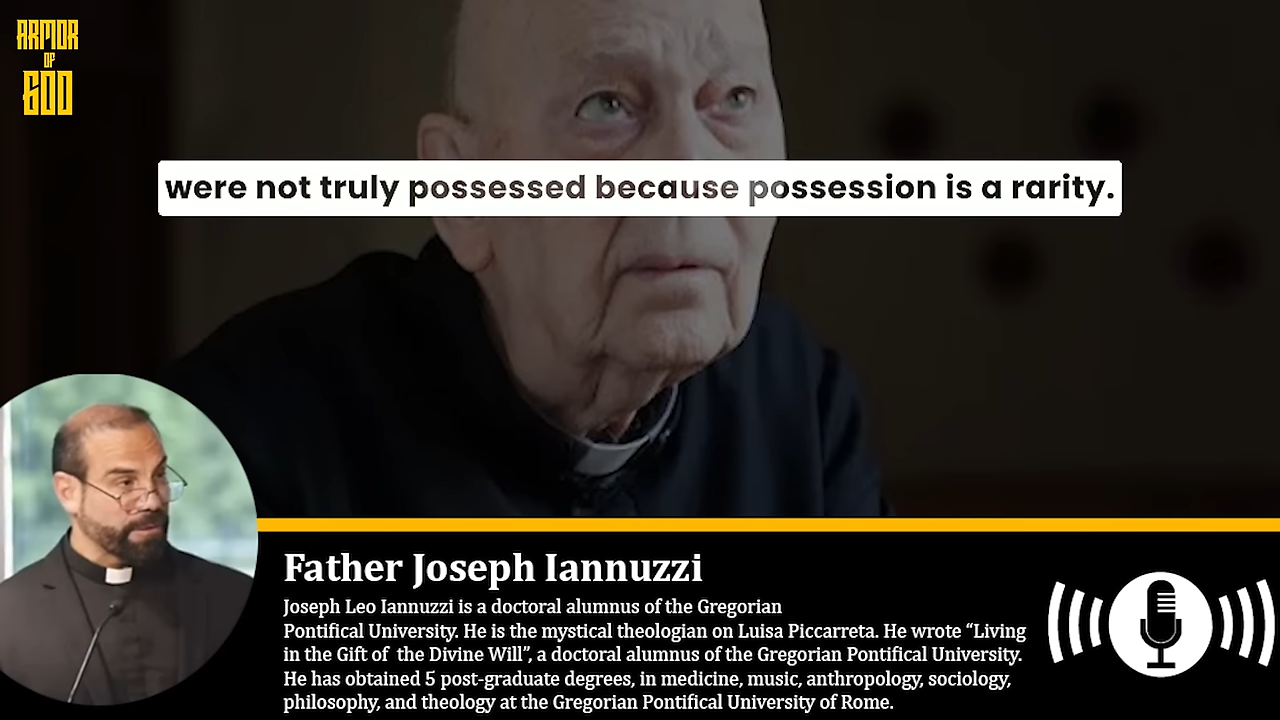 ARMOR
OF
GOD
were not truly possessed because possession is a rarity.
Father Joseph Iannuzzi
Joseph Leo Iannuzzi is a doctoral alumnus of the Gregorian
Pontifical University. He is the mystical theologian on Luisa Piccarreta. He wrote “Living
in the Gift of the Divine Will”, a doctoral alumnus of the Gregorian Pontifical University.
He has obtained 5 post-graduate degrees, in medicine, music, anthropology, sociology,
philosophy, and theology at the Gregorian Pontifical University of Rome.